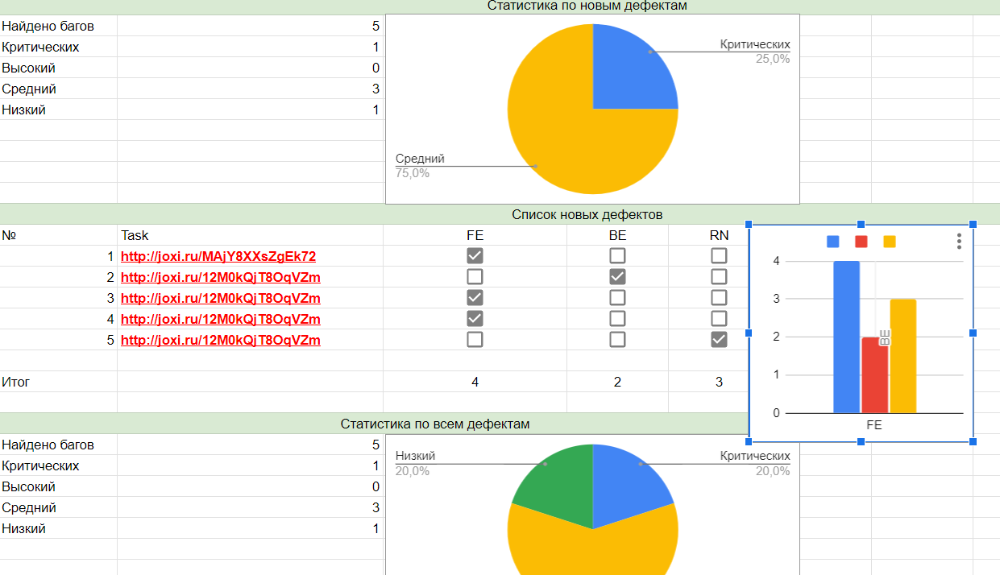 Статистика по новым дефектам
Найдено багов 5
Критических 1
Высокий 0
Средний 3
Низкий 1
Критических
25,0%
Средний
75,0%
Список новых дефектов
№ Task FE BE RN
1 http://joxi.ru/MAjY8XXsZgEk72
2 http://joxi.ru/12M0kQjT8OqVZm
3 http://joxi.ru/12M0kQjT8OqVZm
4 http://joxi.ru/12M0kQjT8OqVZm
5 http://joxi.ru/12M0kQjT8OqVZm
Итог 4 2 3
4
3
2
1
0
BE
FE
Статистика по всем дефектам
Найдено багов 5
Критических 1
Высокий 0
Средний 3
Низкий 1
Низкий
20,0%
Критических
20,0%